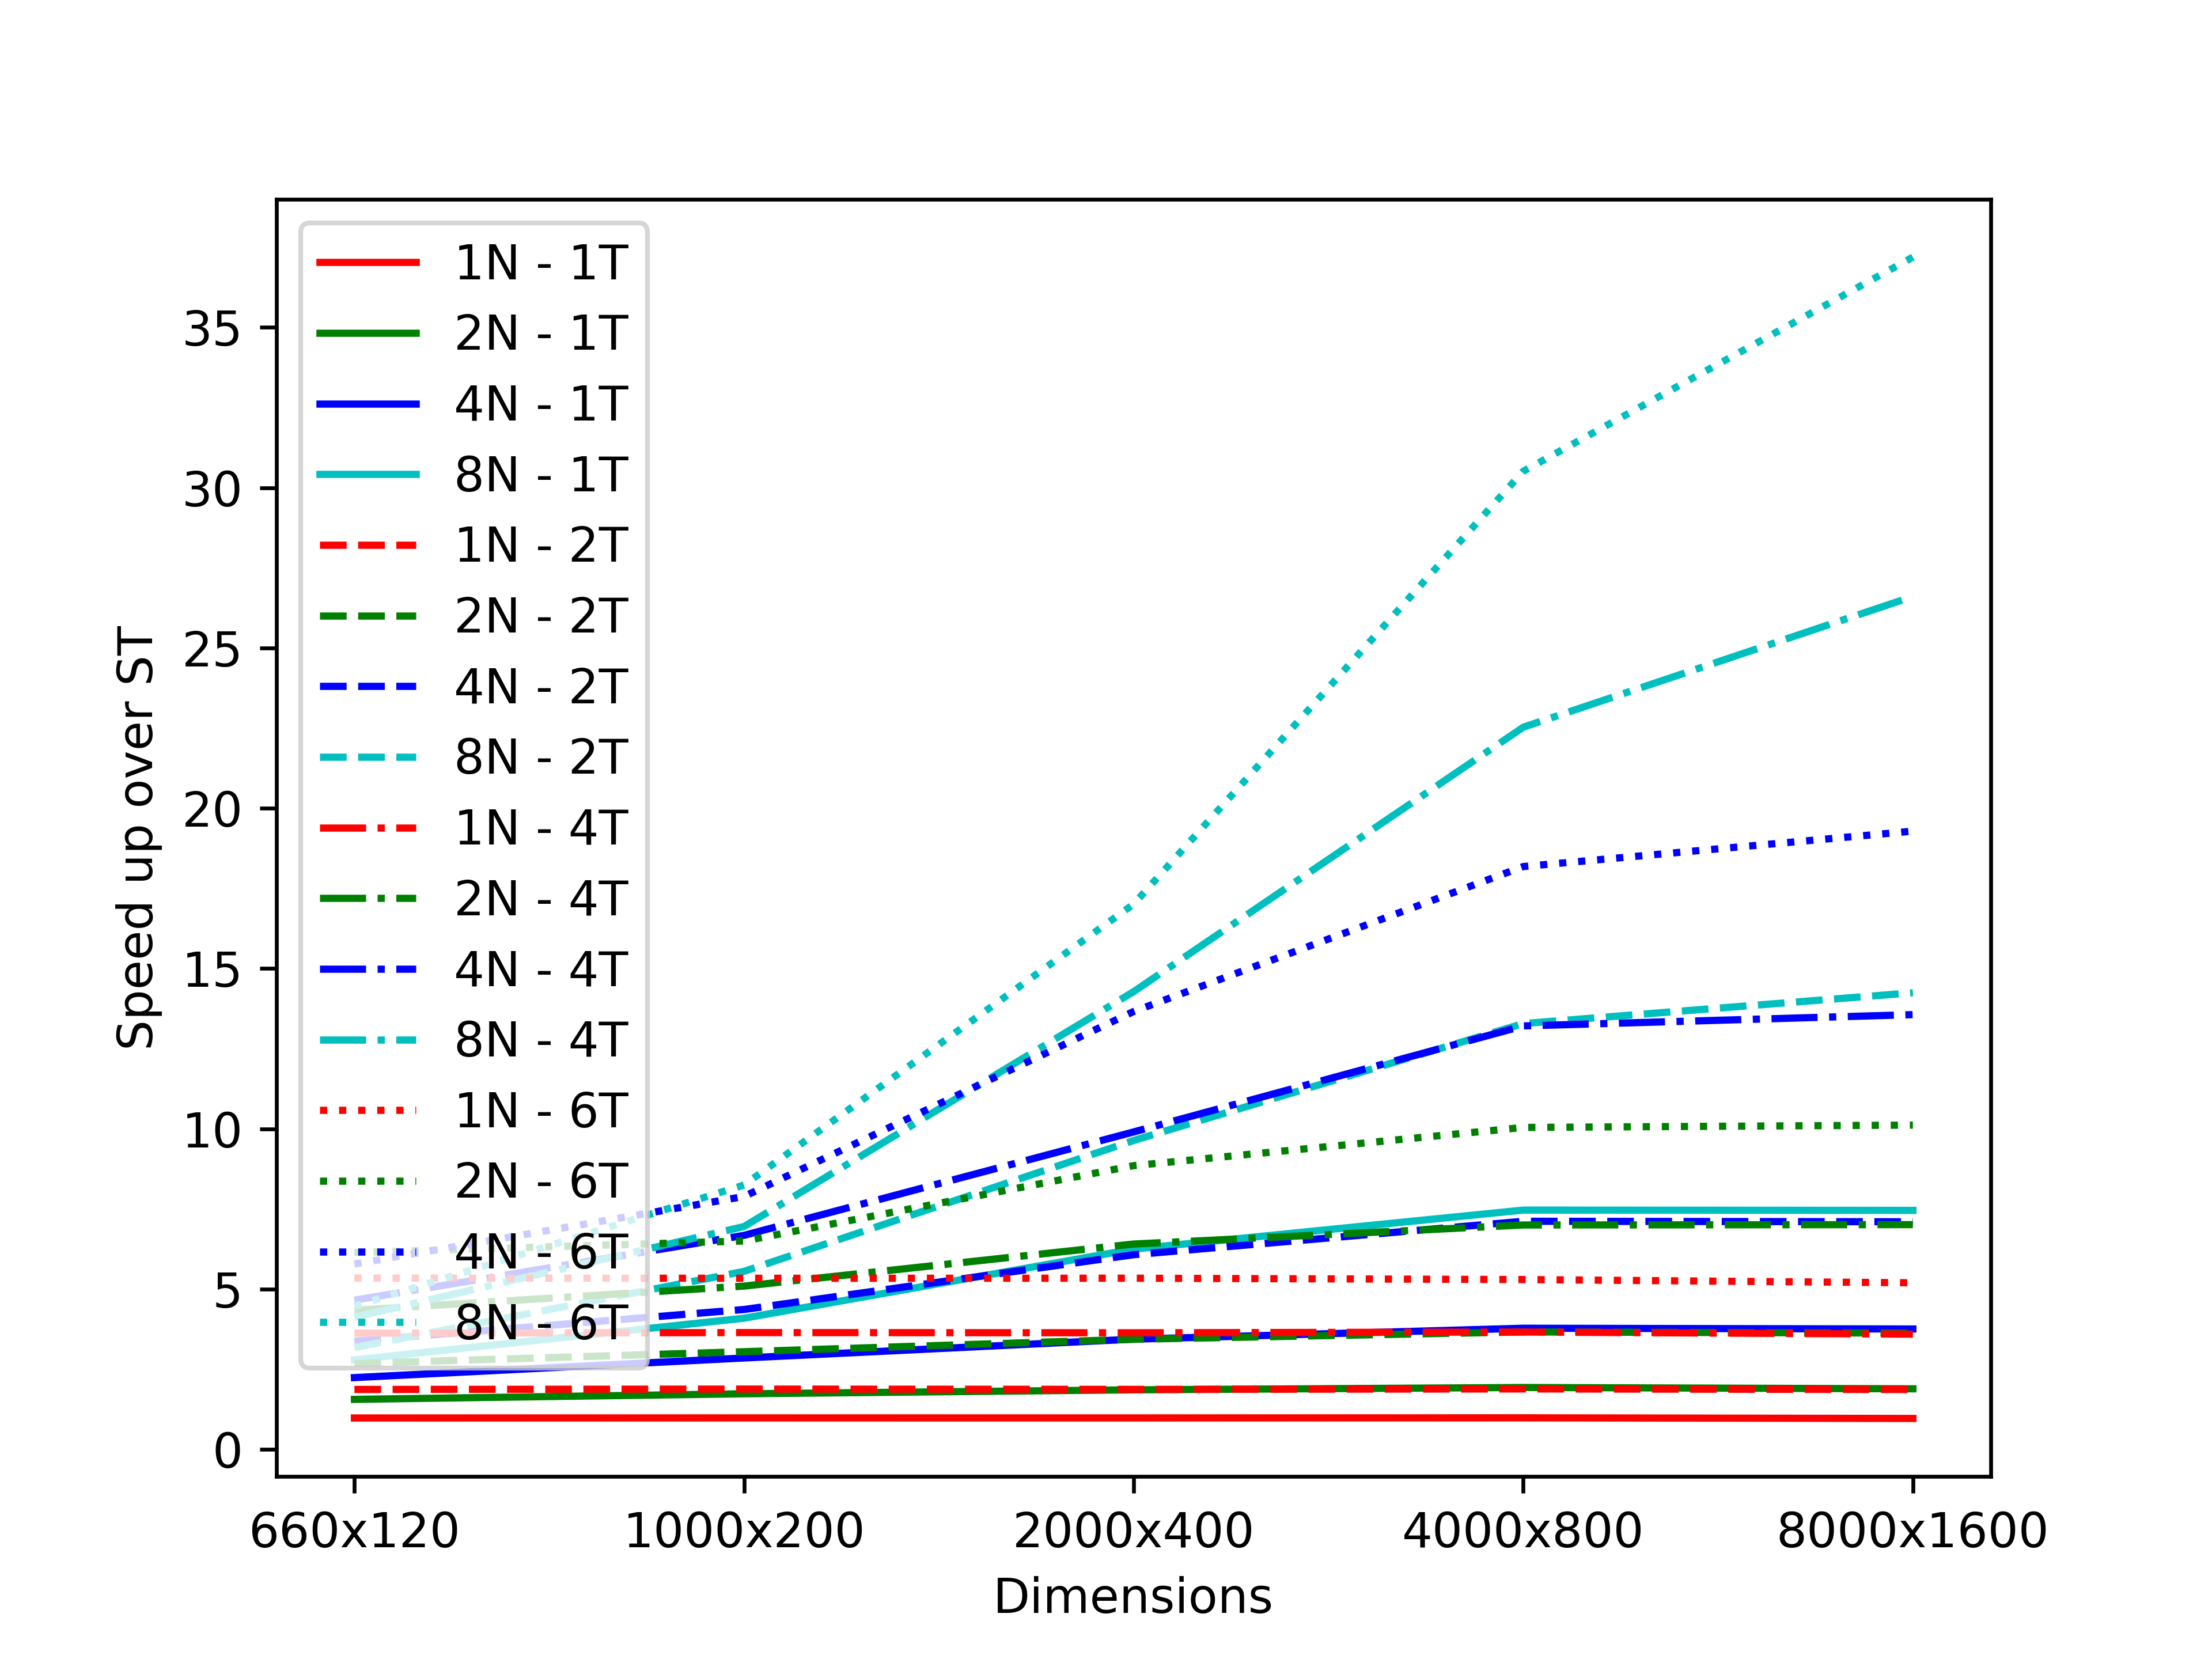 1N - 1T
2N - 1T
4N - 1T
8N - 1T
1N - 2T
2N - 2T
4N - 2T
8N - 2T
1N - 4T
2N - 4T
4N - 4T
8N - 4T
1N - 6T
2N - 6T
4N - 6T
8N - 6T
35
30
25
20
15
10
5
0
Speed up over ST
660x120 1000x200 2000x400 4000x800 8000x1600
Dimensions